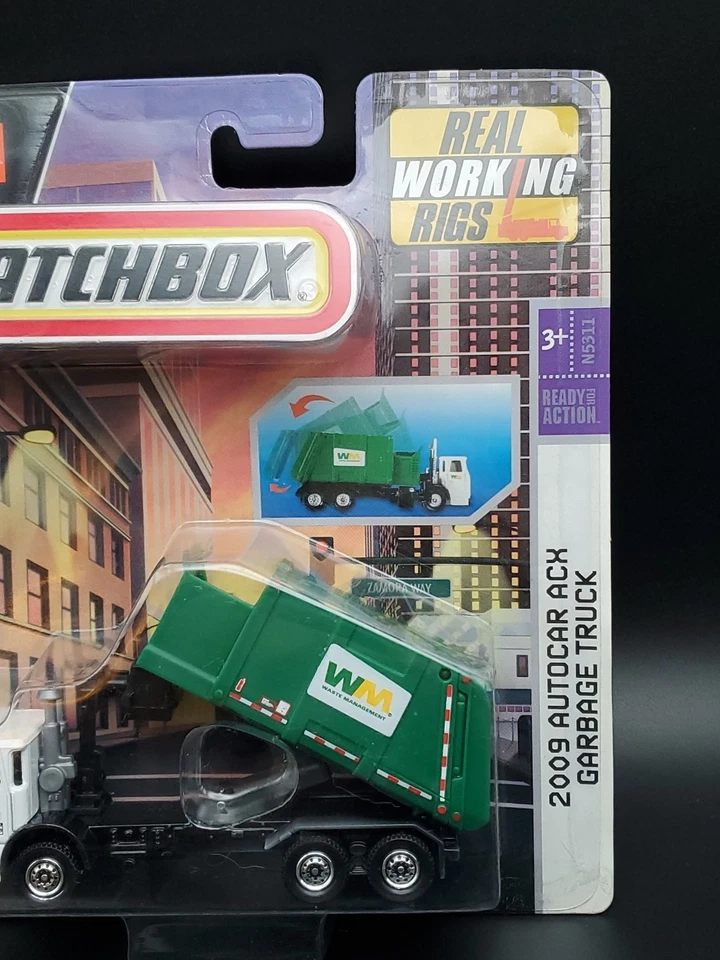 REAL
WORKING
RIGS
ATCHBOX®
3+
N5311
READY FOR
ACTION™
WM
ZAMORA WAY
WM®
WASTE MANAGEMENT
2009 AUTOCAR ACX
GARBAGE TRUCK